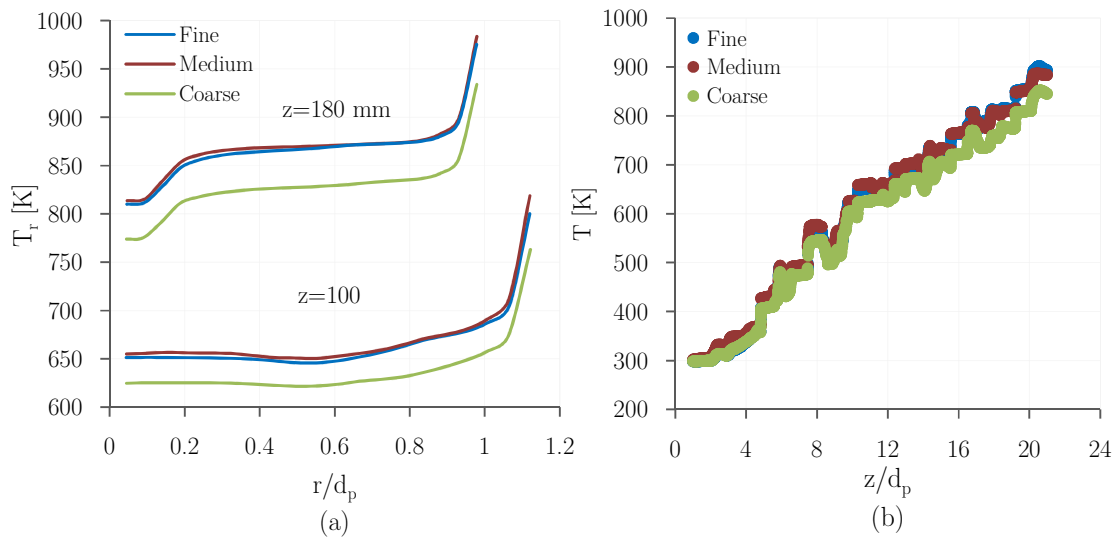 1000
950
900
850
800
750
700
650
600
T_r [K]
Fine
Medium
Coarse
z=180 mm
z=100
0 0.2 0.4 0.6 0.8 1 1.2
r/d_p
(a)
1000
900
800
700
600
500
400
300
200
T [K]
Fine
Medium
Coarse
0 4 8 12 16 20 24
z/d_p
(b)